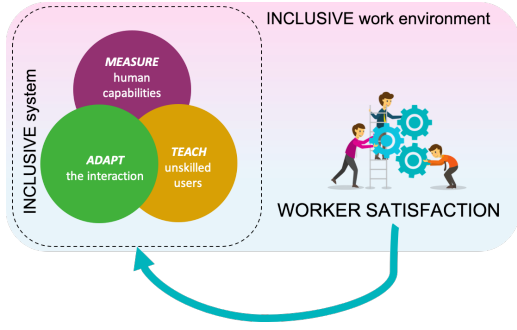 INCLUSIVE work environment
INCLUSIVE system
MEASURE
human
capabilities
ADAPT
the interaction
TEACH
unskilled
users
WORKER SATISFACTION